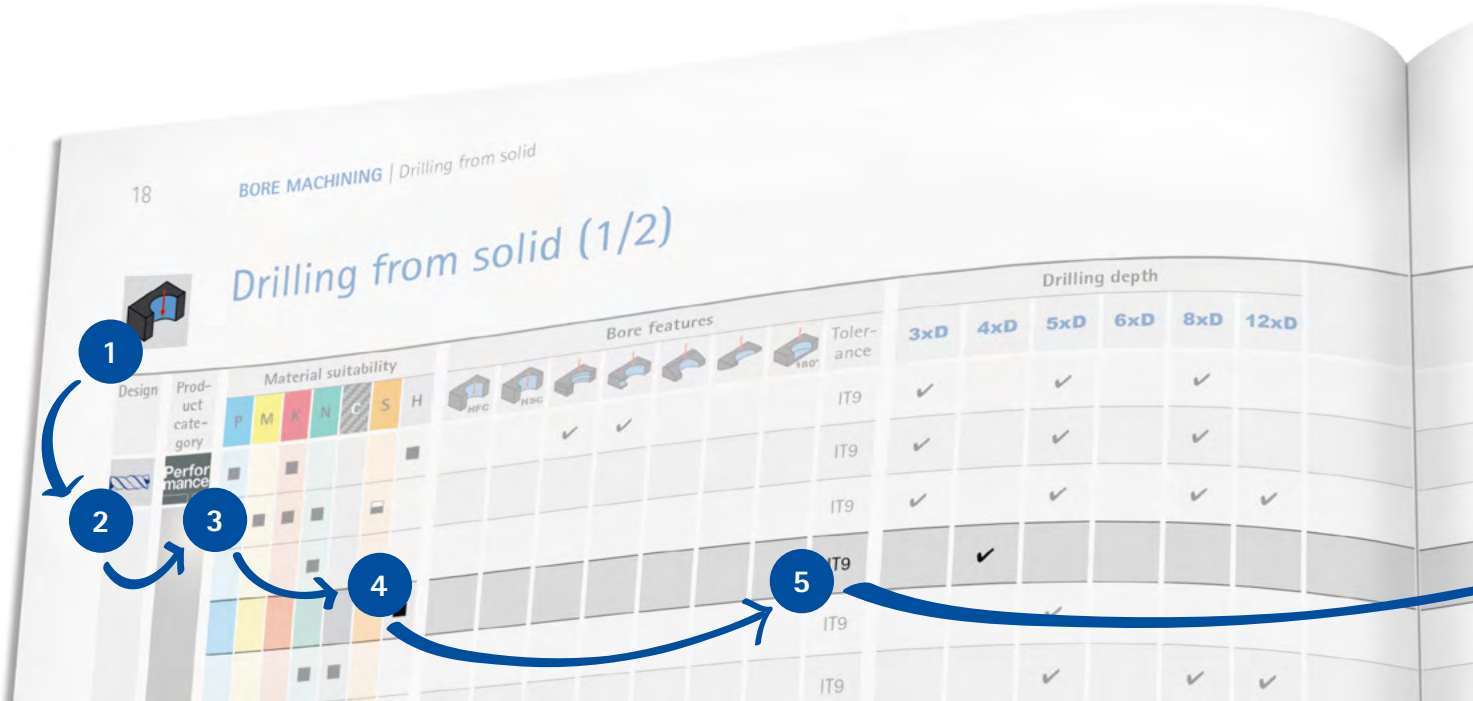 18
BORE MACHINING | Drilling from solid
Drilling from solid (1/2)
1
Design
Prod-
uct
cate-
gory
Material suitability
P M K N C S H
Bore features
HFC HSC 180°
Toler-
ance
Drilling depth
3xD 4xD 5xD 6xD 8xD 12xD
Perfor
mance
IT9
IT9
IT9
2
3
4
5
IT9
IT9
IT9